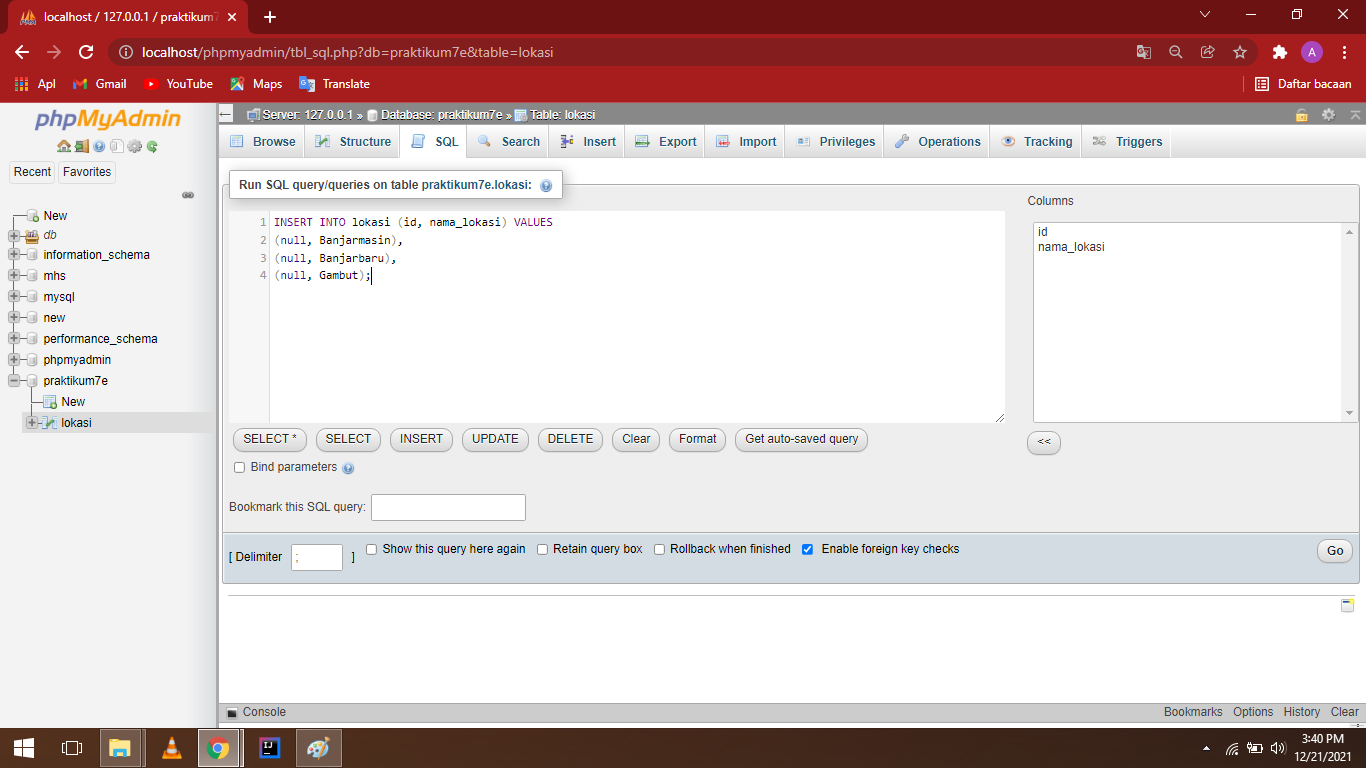 localhost / 127.0.0.1 / praktikum7
localhost/phpmyadmin/tbl_sql.php?db=praktikum7e&table=lokasi
A
Apl Gmail YouTube Maps Translate Daftar bacaan
phpMyAdmin
Recent Favorites
New
db
information_schema
mhs
mysql
new
performance_schema
phpmyadmin
praktikum7e
New
lokasi
Server: 127.0.0.1 » Database: praktikum7e » Table: lokasi
Browse Structure SQL Search Insert Export Import Privileges Operations Tracking Triggers
Run SQL query/queries on table praktikum7e.lokasi:
1 INSERT INTO lokasi (id, nama_lokasi) VALUES
2 (null, Banjarmasin),
3 (null, Banjarbaru),
4 (null, Gambut);
Columns
id
nama_lokasi
SELECT * SELECT INSERT UPDATE DELETE Clear Format Get auto-saved query <<
Bind parameters
Bookmark this SQL query:
[ Delimiter ; ] Show this query here again Retain query box Rollback when finished Enable foreign key checks Go
Console Bookmarks Options History Clear
IJ
3:40 PM
12/21/2021